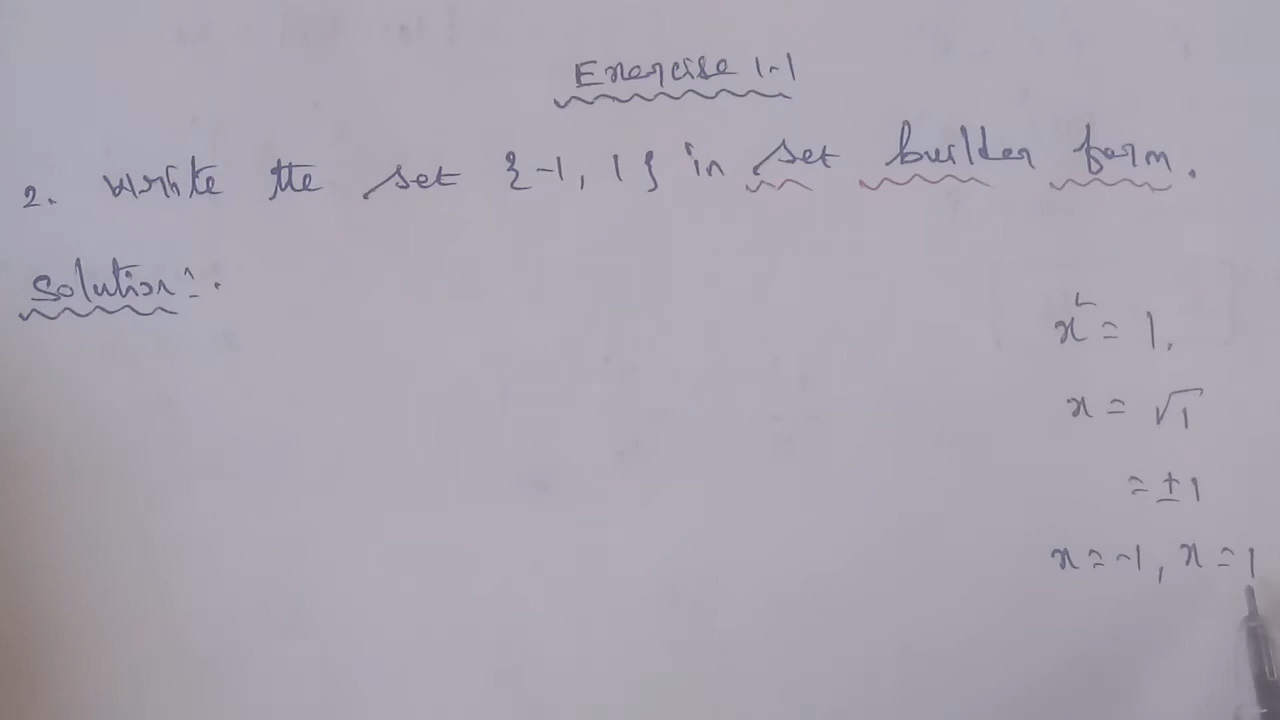 Exercise 1.1
2. Write the set {-1, 1} in set builder form.
Solution:-
x² = 1.
x = √1
= ±1
x = -1, x = 1